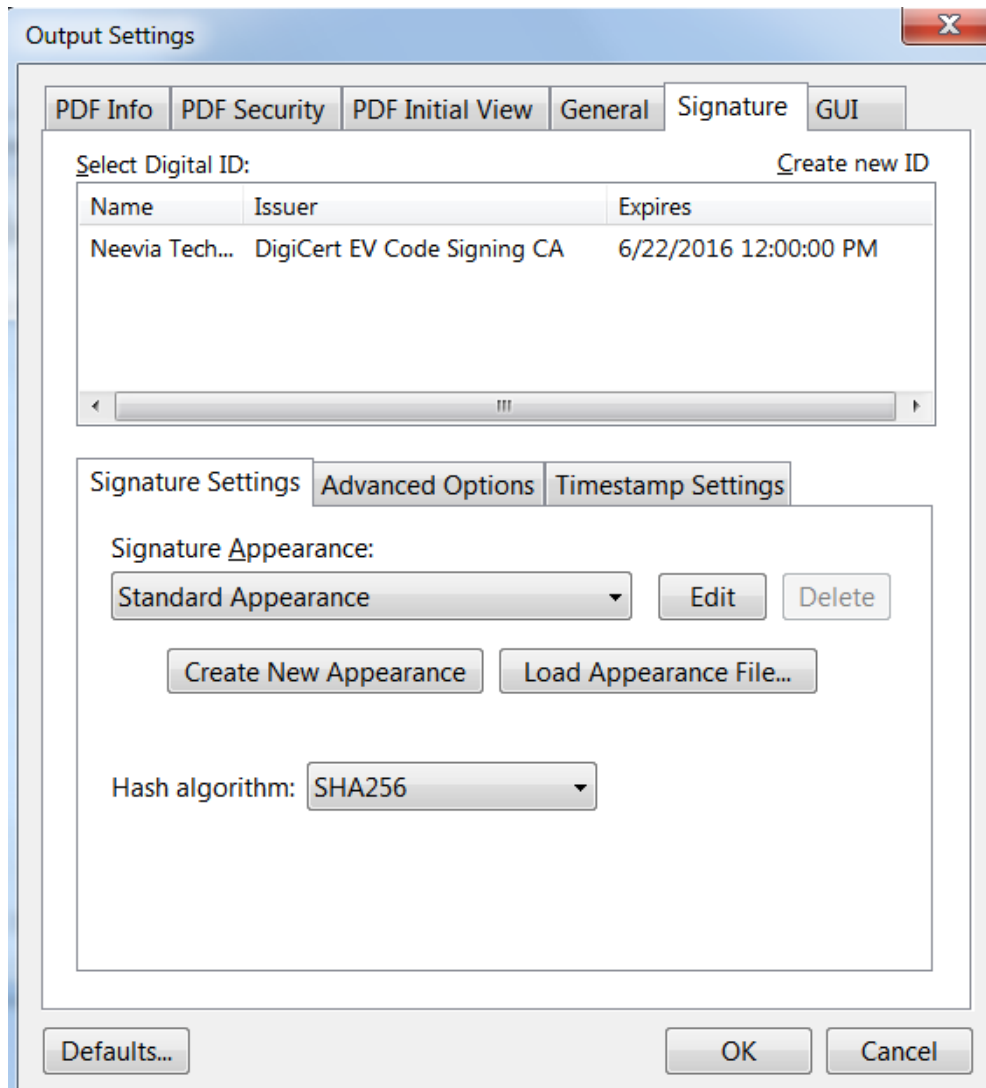 Output Settings
PDF Info PDF Security PDF Initial View General Signature GUI
Select Digital ID: Create new ID
Name Issuer Expires
Neevia Tech... DigiCert EV Code Signing CA 6/22/2016 12:00:00 PM
Signature Settings Advanced Options Timestamp Settings
Signature Appearance:
Standard Appearance Edit Delete
Create New Appearance Load Appearance File...
Hash algorithm: SHA256
Defaults... OK Cancel